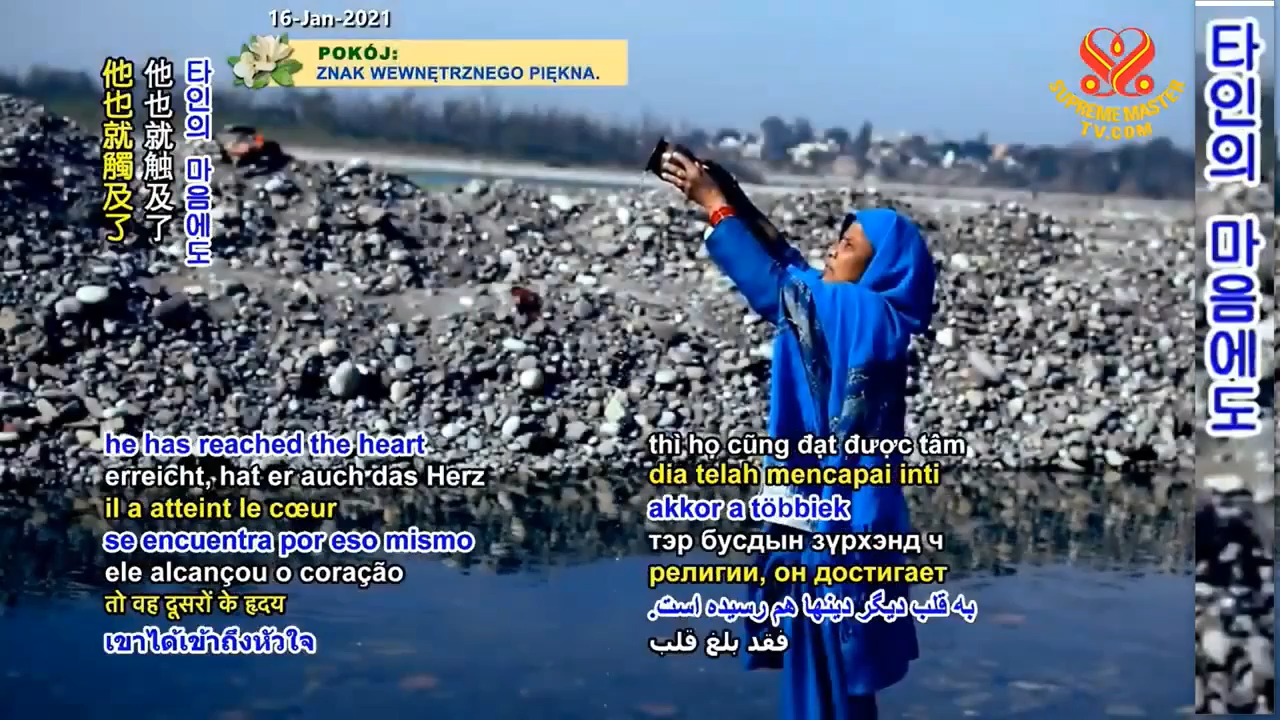 16-Jan-2021
POKÓJ:
ZNAK WEWNĘTRZNEGO PIĘKNA.
SUPREME MASTER
TV.COM
他也就觸及了
他也就触及了
타인의 마음에도
타인의 마음에도
he has reached the heart
erreicht, hat er auch das Herz
il a atteint le cœur
se encuentra por eso mismo
ele alcançou o coração
तो वह दूसरों के हृदय
เขาได้เข้าถึงหัวใจ
thì họ cũng đạt được tâm
dia telah mencapai inti
akkor a többiek
тэр бусдын зүрхэнд ч
религии, он достигает
به قلب دیگر دینها هم رسیده است.
فقد بلغ قلب